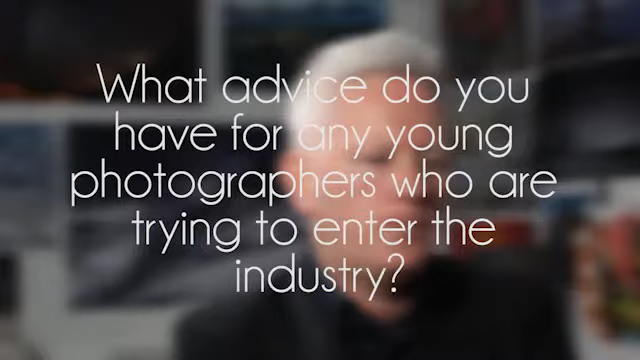 What advice do you
have for any young
photographers who are
trying to enter the
industry?